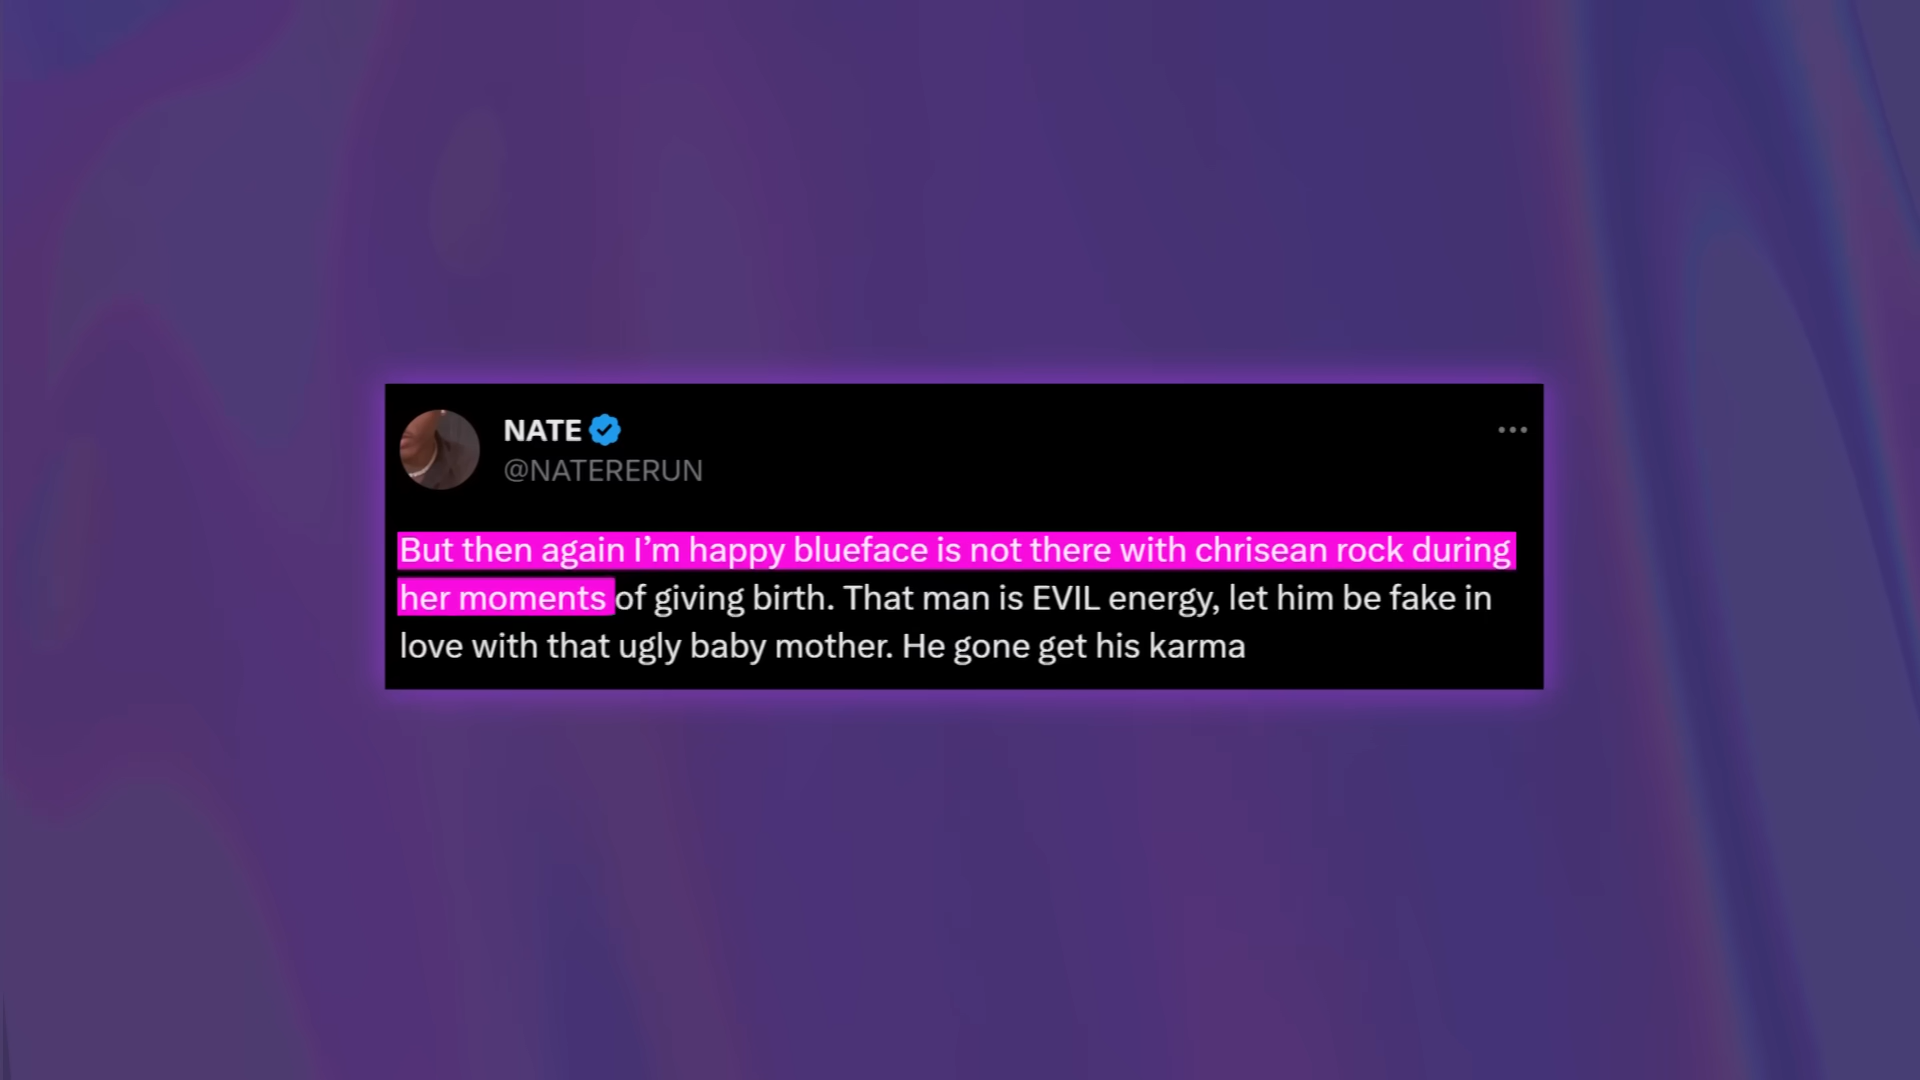 NATE
@NATERERUN
But then again I’m happy blueface is not there with chrisean rock during
her moments of giving birth. That man is EVIL energy, let him be fake in
love with that ugly baby mother. He gone get his karma